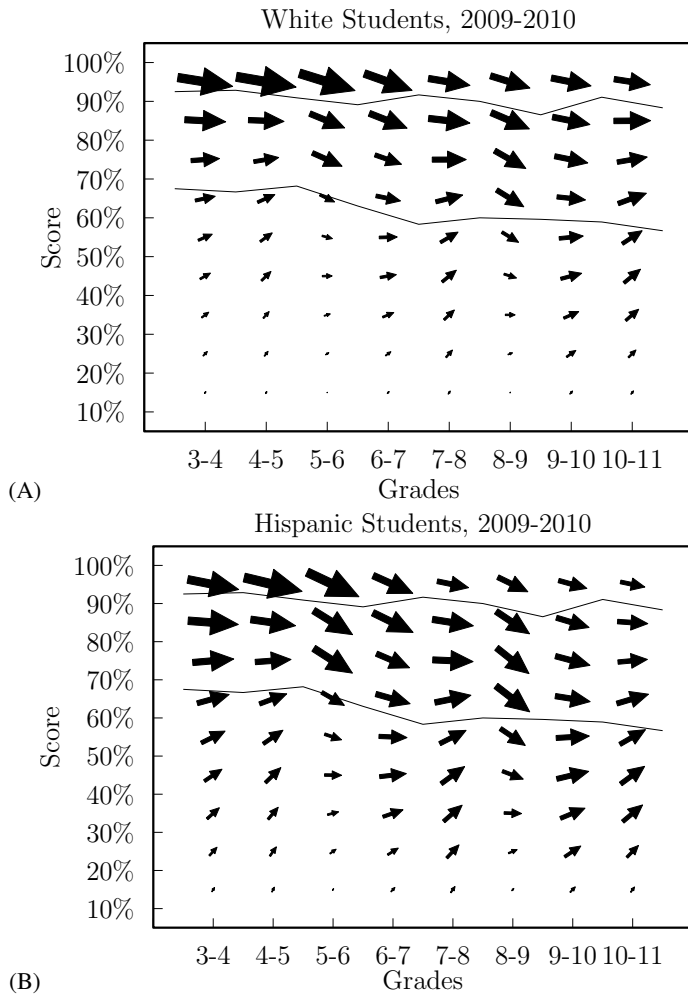 White Students, 2009-2010
100%
90%
80%
70%
60%
50%
40%
30%
20%
10%
Score
3-4 4-5 5-6 6-7 7-8 8-9 9-10 10-11
Grades
(A)
Hispanic Students, 2009-2010
100%
90%
80%
70%
60%
50%
40%
30%
20%
10%
Score
3-4 4-5 5-6 6-7 7-8 8-9 9-10 10-11
Grades
(B)